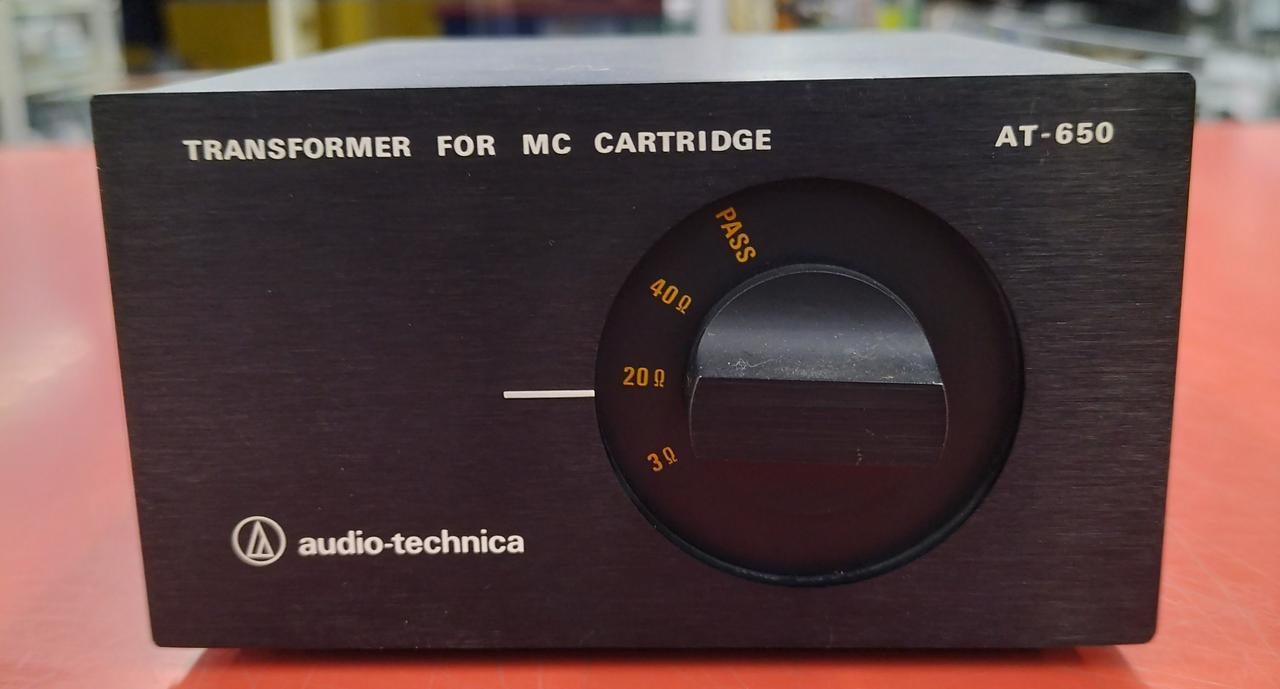 TRANSFORMER FOR MC CARTRIDGE
AT-650
PASS
40Ω
20Ω
3Ω
audio-technica